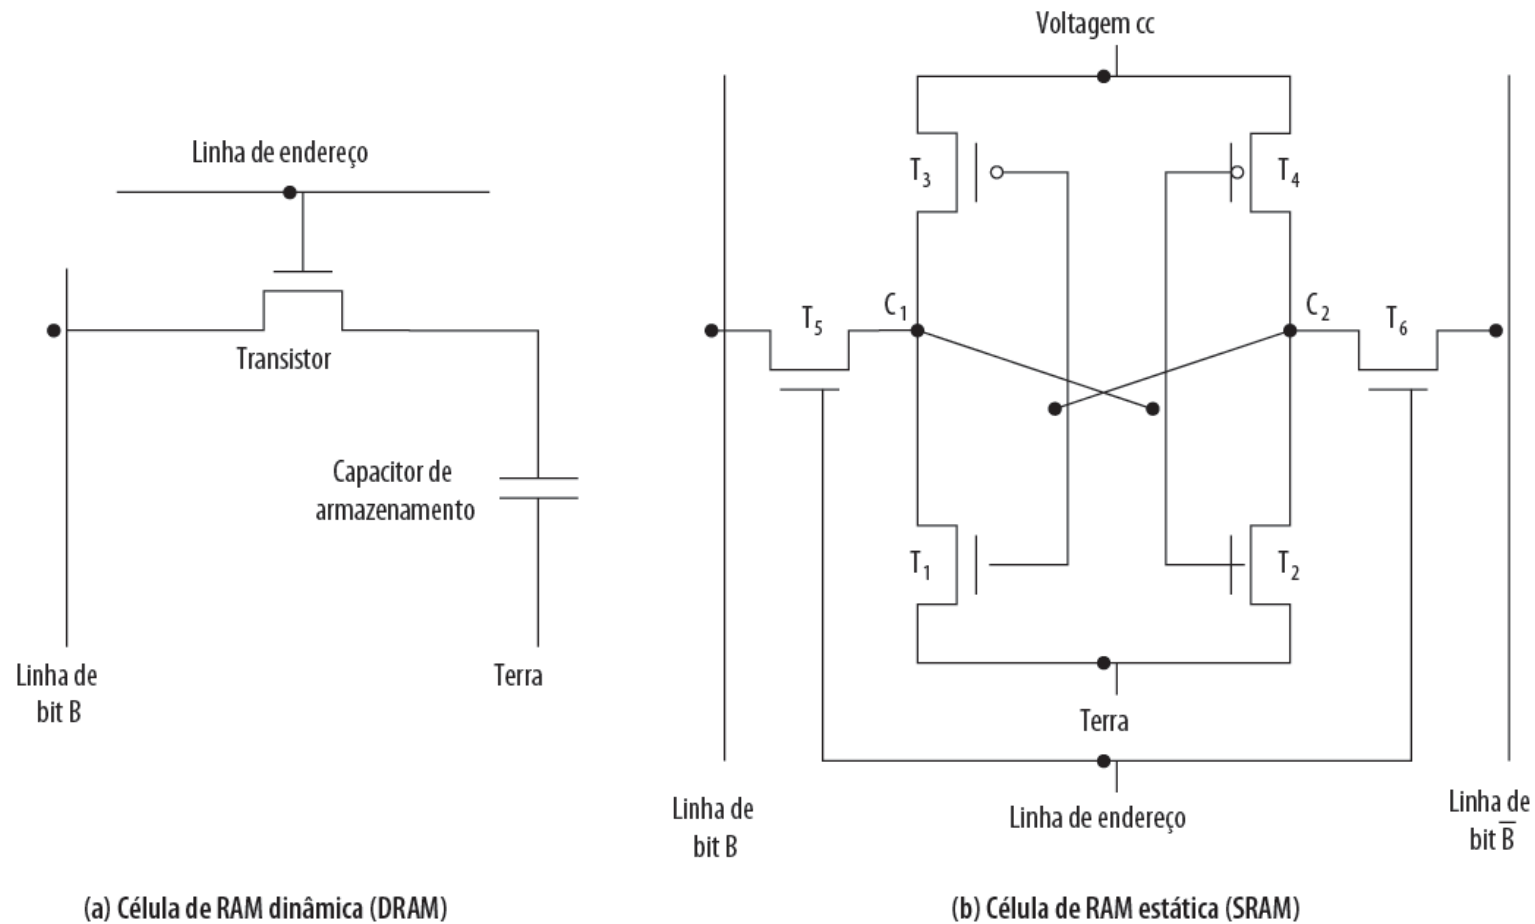 Linha de endereço
Transistor
Capacitor de
armazenamento
Linha de
bit B
Terra
(a) Célula de RAM dinâmica (DRAM)
Voltagem cc
T3
T4
T5
C1
C2
T6
T1
T2
Terra
Linha de endereço
Linha de
bit B
Linha de
bit B̅
(b) Célula de RAM estática (SRAM)